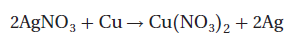 2AgNO₃ + Cu → Cu(NO₃)₂ + 2Ag